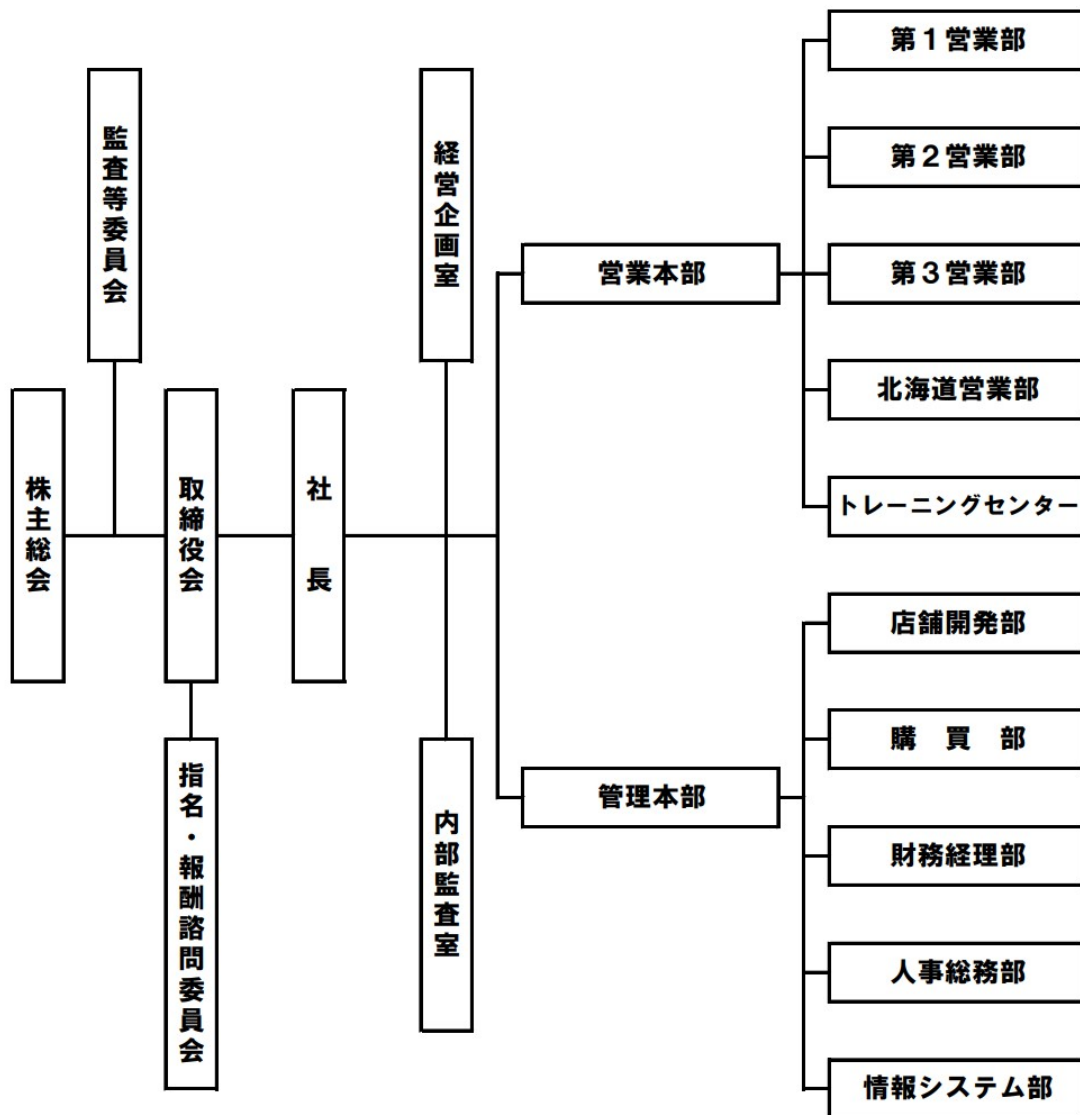 株主総会
監査等委員会
取締役会
指名・報酬諮問委員会
社長
経営企画室
内部監査室
営業本部
第１営業部
第２営業部
第３営業部
北海道営業部
トレーニングセンター
管理本部
店舗開発部
購　買　部
財務経理部
人事総務部
情報システム部